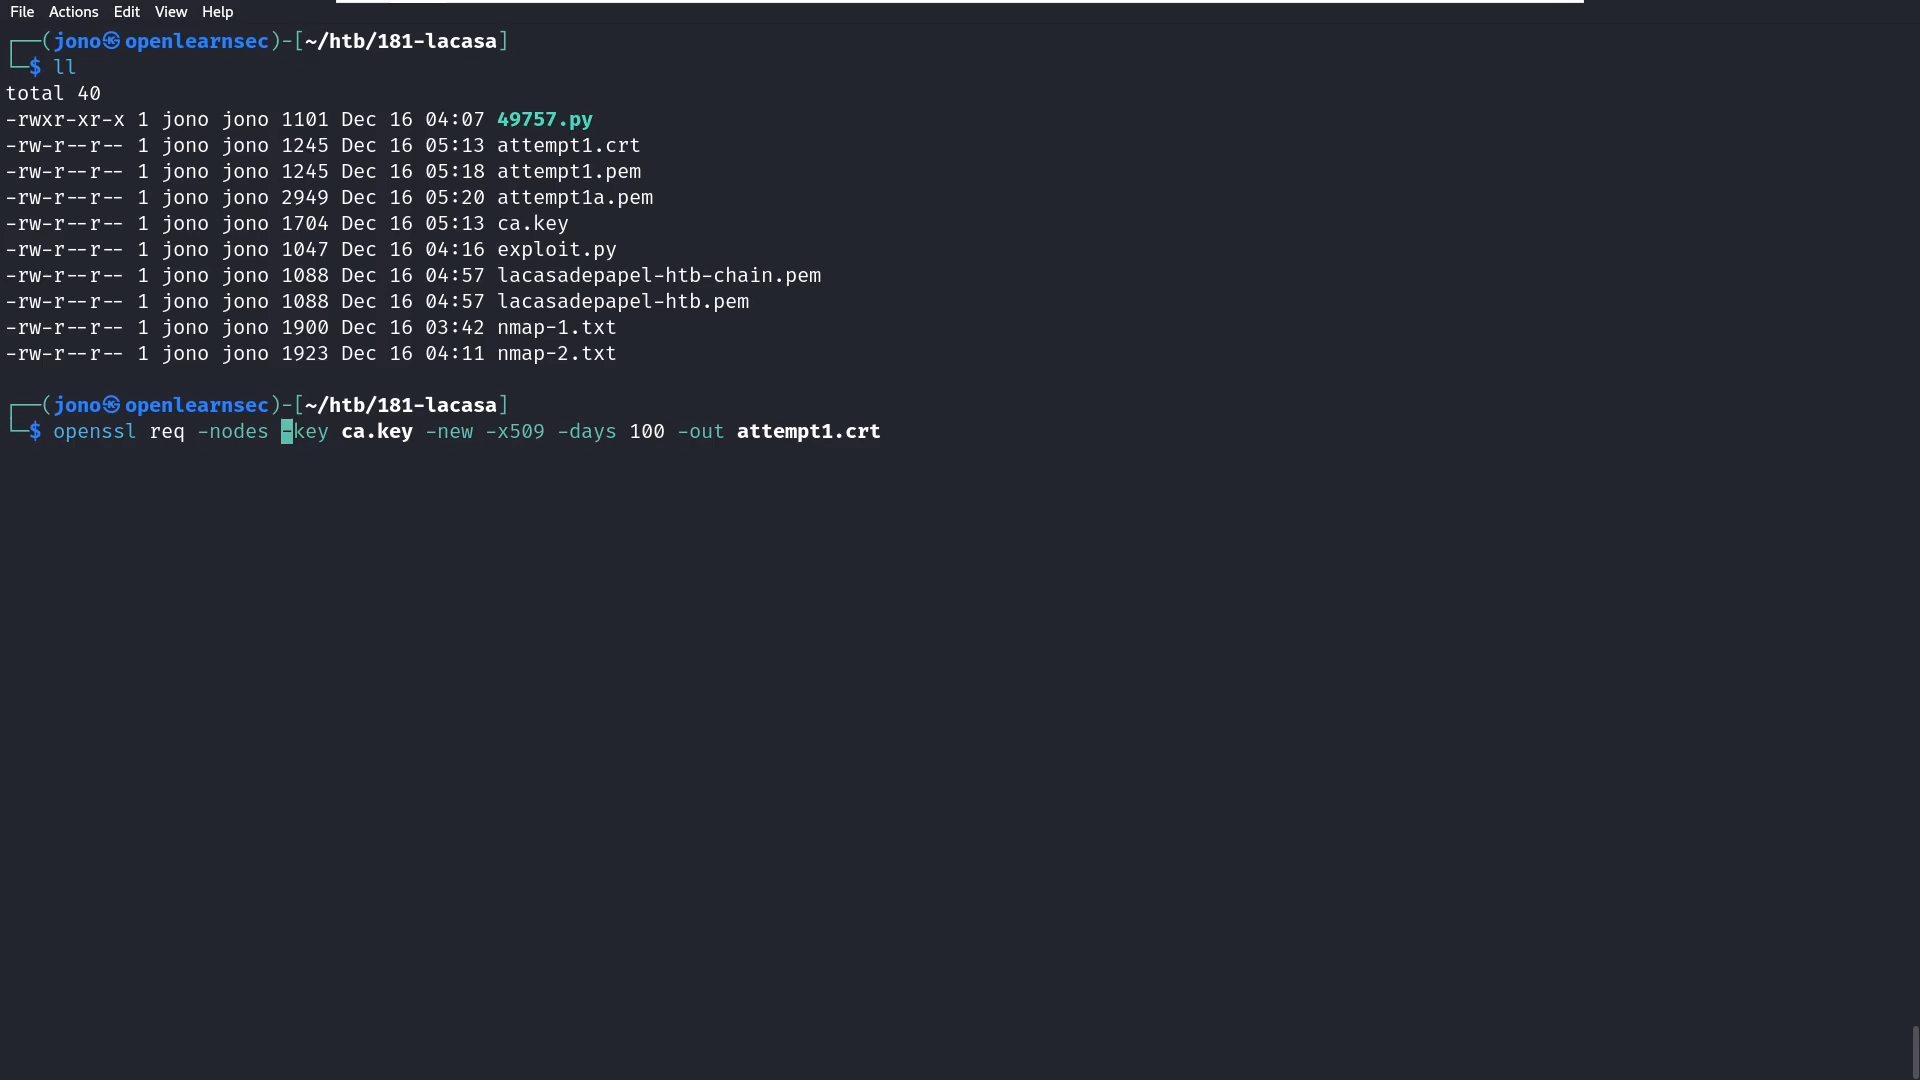 File Actions Edit View Help
┌──(jono㉿openlearnsec)-[~/htb/181-lacasa]
└─$ ll
total 40
-rwxr-xr-x 1 jono jono 1101 Dec 16 04:07 49757.py
-rw-r--r-- 1 jono jono 1245 Dec 16 05:13 attempt1.crt
-rw-r--r-- 1 jono jono 1245 Dec 16 05:18 attempt1.pem
-rw-r--r-- 1 jono jono 2949 Dec 16 05:20 attempt1a.pem
-rw-r--r-- 1 jono jono 1704 Dec 16 05:13 ca.key
-rw-r--r-- 1 jono jono 1047 Dec 16 04:16 exploit.py
-rw-r--r-- 1 jono jono 1088 Dec 16 04:57 lacasadepapel-htb-chain.pem
-rw-r--r-- 1 jono jono 1088 Dec 16 04:57 lacasadepapel-htb.pem
-rw-r--r-- 1 jono jono 1900 Dec 16 03:42 nmap-1.txt
-rw-r--r-- 1 jono jono 1923 Dec 16 04:11 nmap-2.txt
┌──(jono㉿openlearnsec)-[~/htb/181-lacasa]
└─$ openssl req -nodes -key ca.key -new -x509 -days 100 -out attempt1.crt